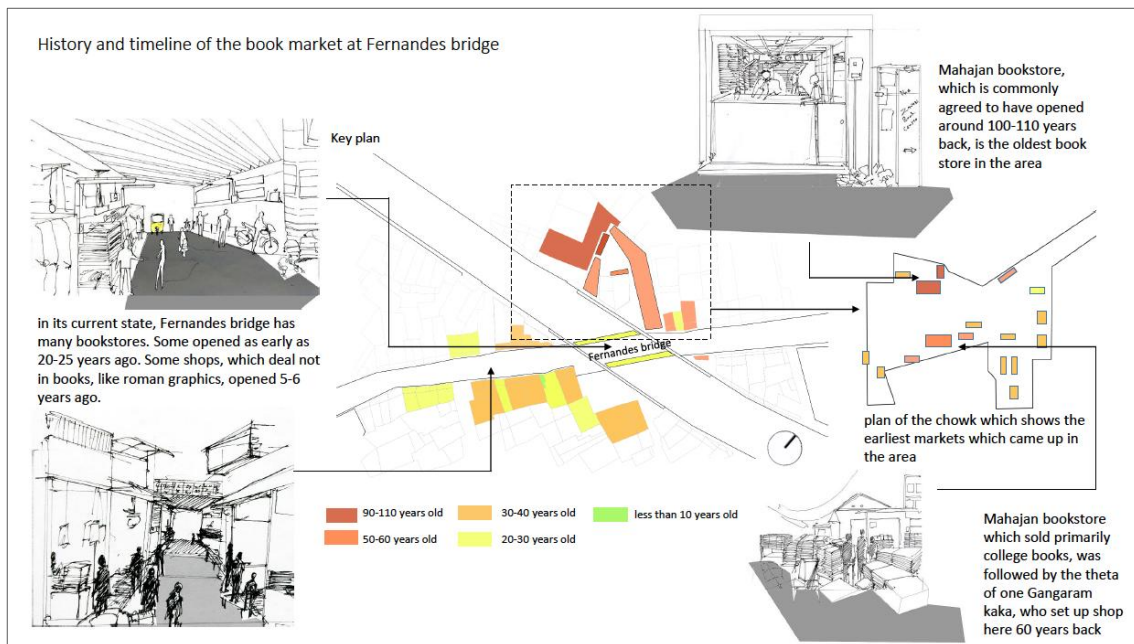 History and timeline of the book market at Fernandes bridge
Mahajan bookstore,
which is commonly
agreed to have opened
around 100-110 years
back, is the oldest book
store in the area
Key plan
in its current state, Fernandes bridge has
many bookstores. Some opened as early as
20-25 years ago. Some shops, which deal not
in books, like roman graphics, opened 5-6
years ago.
Fernandes bridge
plan of the chowk which shows the
earliest markets which came up in
the area
90-110 years old
30-40 years old
less than 10 years old
50-60 years old
20-30 years old
Mahajan bookstore
which sold primarily
college books, was
followed by the theta
of one Gangaram
kaka, who set up shop
here 60 years back